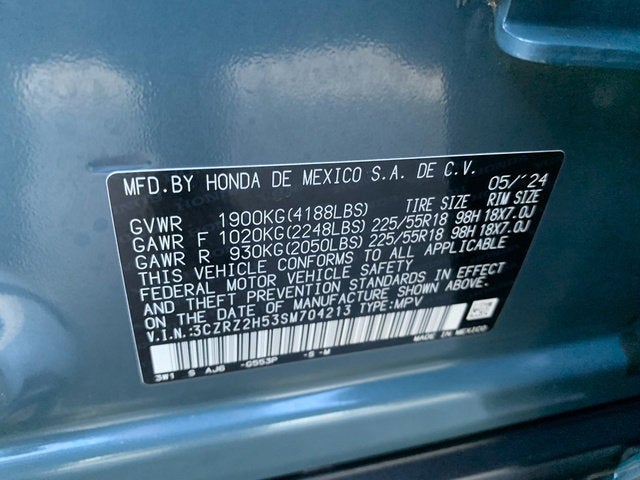 MFD. BY HONDA DE MEXICO S.A. DE C.V. 05/'24
GVWR 1900KG(4188LBS) TIRE SIZE RIM SIZE
GAWR F 1020KG(2248LBS) 225/55R18 98H 18X7.0J
GAWR R 930KG(2050LBS) 225/55R18 98H 18X7.0J
THIS VEHICLE CONFORMS TO ALL APPLICABLE
FEDERAL MOTOR VEHICLE SAFETY
AND THEFT PREVENTION STANDARDS IN EFFECT
ON THE DATE OF MANUFACTURE SHOWN ABOVE.
V.I.N.:3CZRZ2H53SM704213 TYPE:MPV
MADE IN MEXICO
3W1 S AJ6 -G553P -S -M